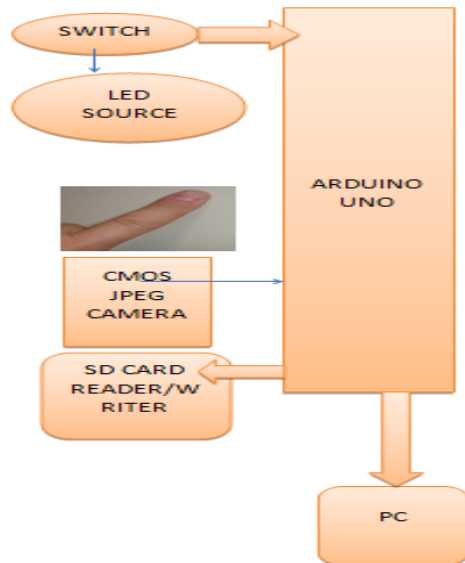 SWITCH
LED
SOURCE
ARDUINO
UNO
CMOS
JPEG
CAMERA
SD CARD
READER/W
RITER
PC